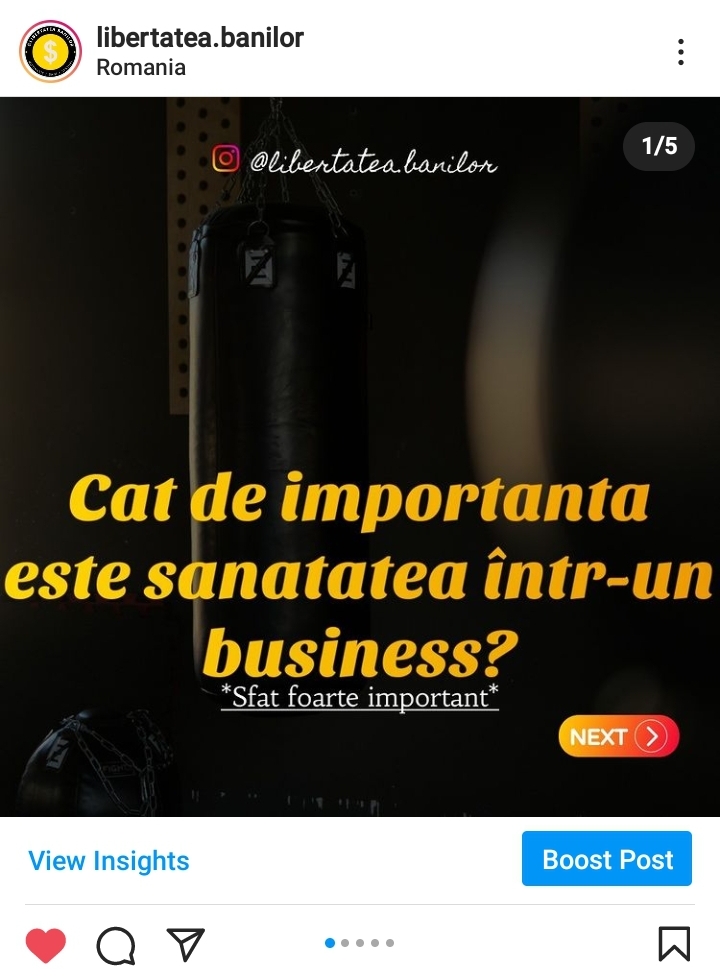 libertatea.banilor
Romania
1/5
@libertatea.banilor
Cat de importanta
este sanatatea într-un
business?
*Sfat foarte important*
NEXT
View Insights
Boost Post